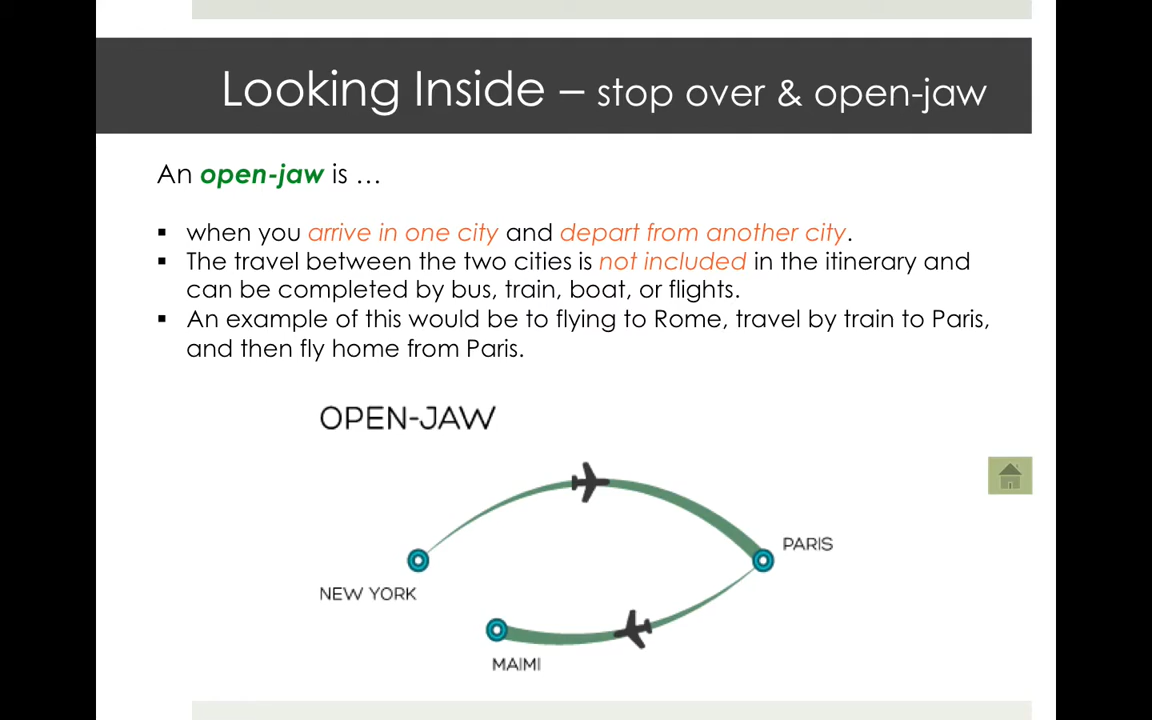 Looking Inside – stop over & open-jaw
An open-jaw is …
▪ when you arrive in one city and depart from another city.
▪ The travel between the two cities is not included in the itinerary and
can be completed by bus, train, boat, or flights.
▪ An example of this would be to flying to Rome, travel by train to Paris,
and then fly home from Paris.
OPEN-JAW
PARIS
NEW YORK
MAIMI